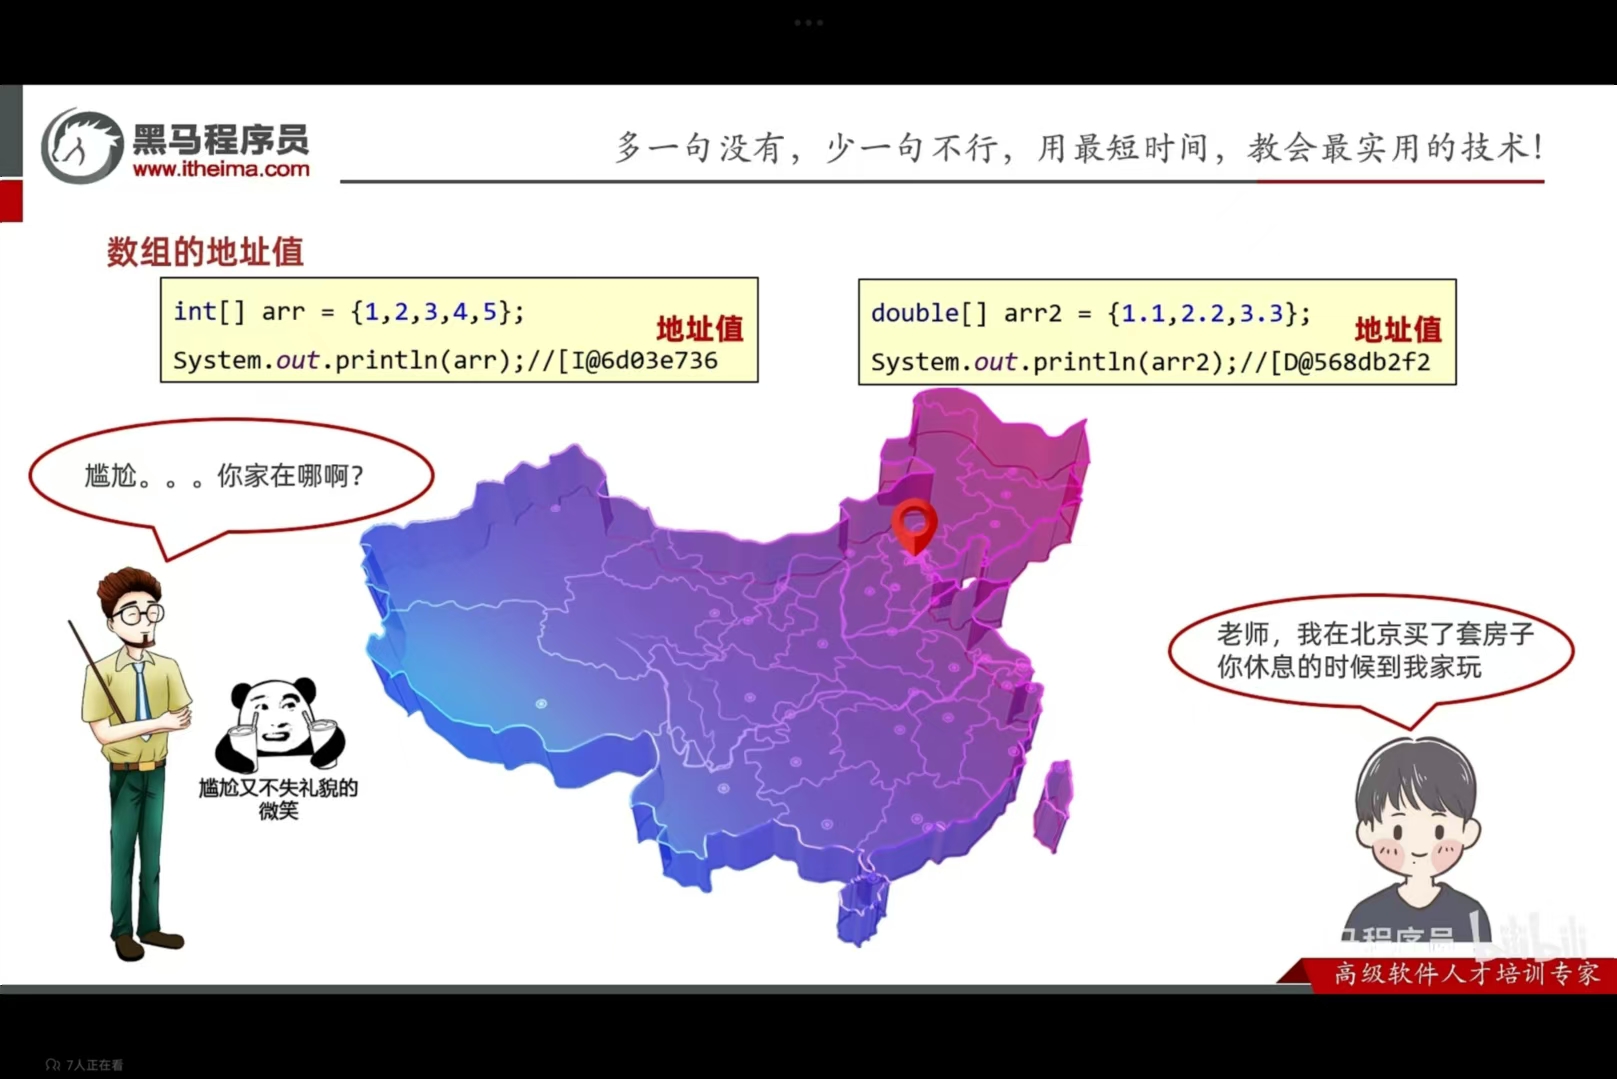 黑马程序员
www.itheima.com
多一句没有，少一句不行，用最短时间，教会最实用的技术！
数组的地址值
int[] arr = {1,2,3,4,5};
地址值
System.out.println(arr);//[I@6d03e736
double[] arr2 = {1.1,2.2,3.3};
地址值
System.out.println(arr2);//[D@568db2f2
尴尬。。。你家在哪啊？
老师，我在北京买了套房子
你休息的时候到我家玩
尴尬又不失礼貌的
微笑
马程序员 bilibili
高级软件人才培训专家
7人正在看